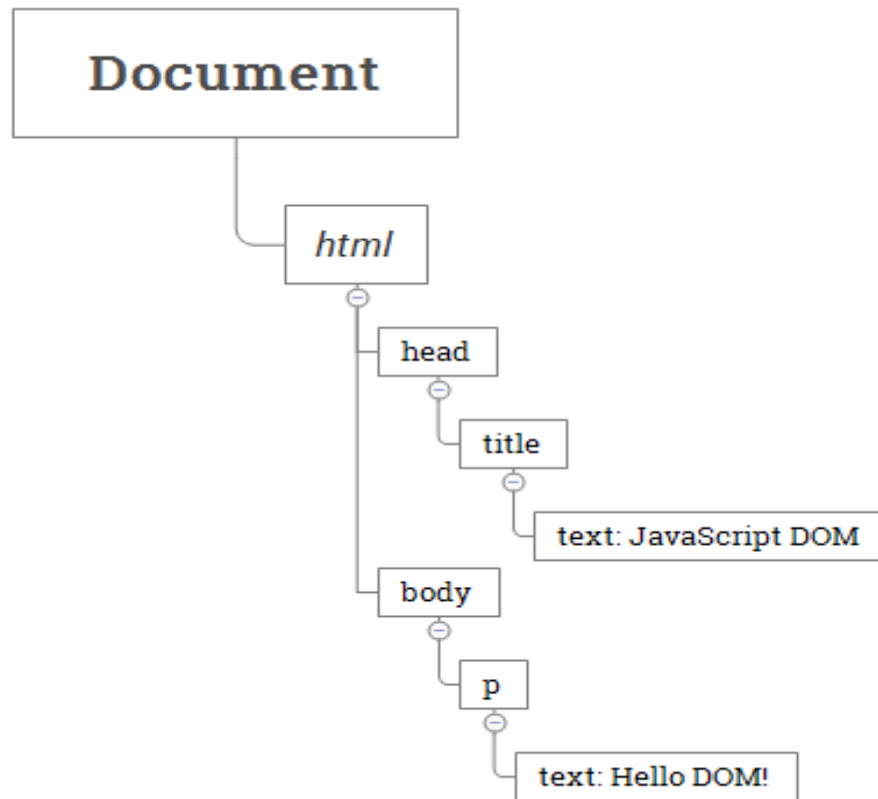 Document
html
head
title
text: JavaScript DOM
body
p
text: Hello DOM!